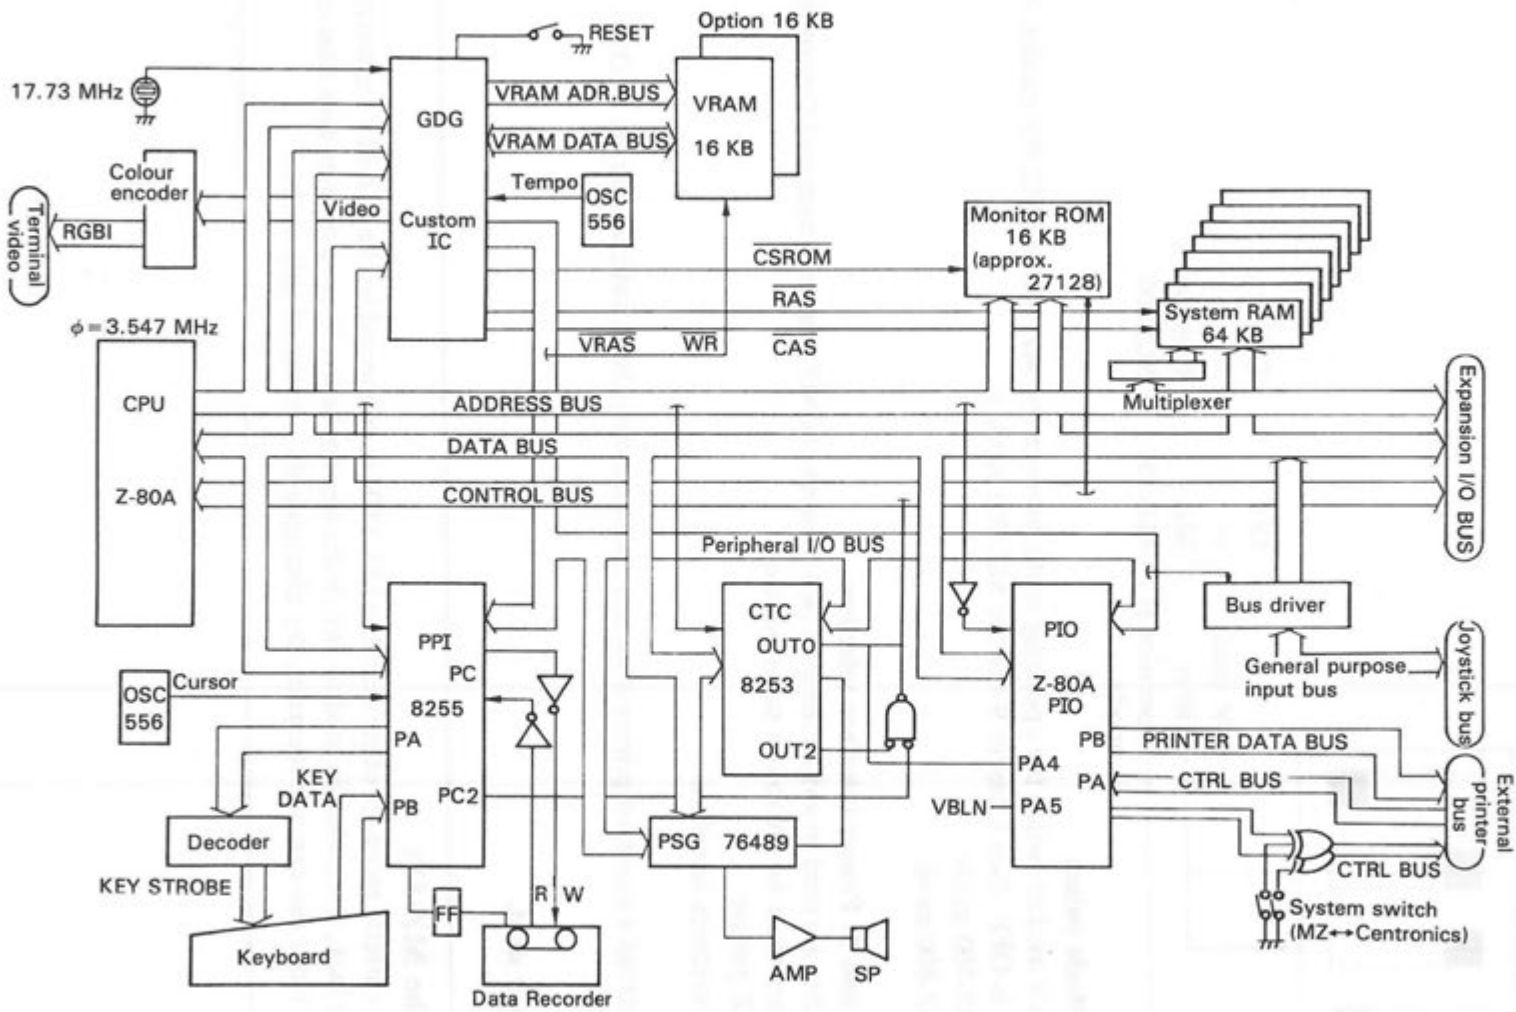 Option 16 KB
RESET
17.73 MHz
GDG
Custom
IC
VRAM ADR.BUS
VRAM DATA BUS
VRAM
16 KB
Colour
encoder
Terminal
video
RGBI
Video
Tempo
OSC
556
CSROM
RAS
VRAS
WR
CAS
Monitor ROM
16 KB
(approx.
27128)
System RAM
64 KB
Multiplexer
φ = 3.547 MHz
CPU
Z-80A
ADDRESS BUS
DATA BUS
CONTROL BUS
Expansion I/O BUS
Peripheral I/O BUS
PPI
8255
PC
PA
PB
PC2
OSC
556
Cursor
KEY
DATA
Decoder
KEY STROBE
Keyboard
FF
R
W
Data Recorder
CTC
OUT0
8253
OUT2
PSG 76489
AMP
SP
PIO
Z-80A
PIO
PB
PA
PA4
PA5
VBLN
Bus driver
General purpose
input bus
Joystick bus
PRINTER DATA BUS
CTRL BUS
External
printer
bus
CTRL BUS
System switch
(MZ↔Centronics)